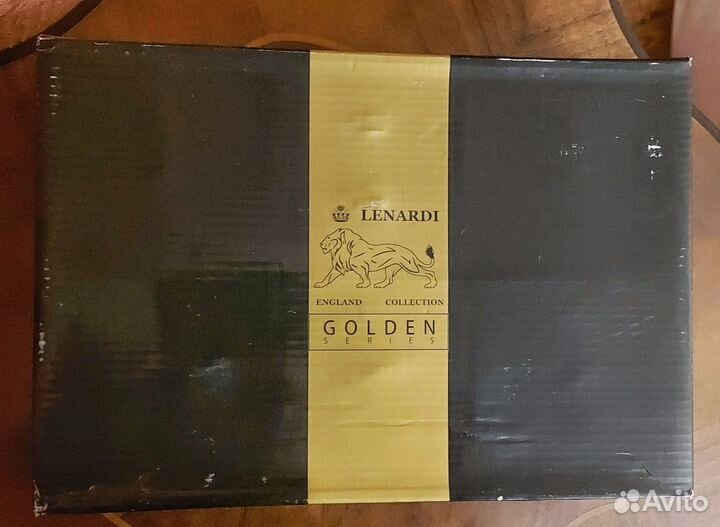 LENARDI
ENGLAND COLLECTION
GOLDEN
SERIES
Avito